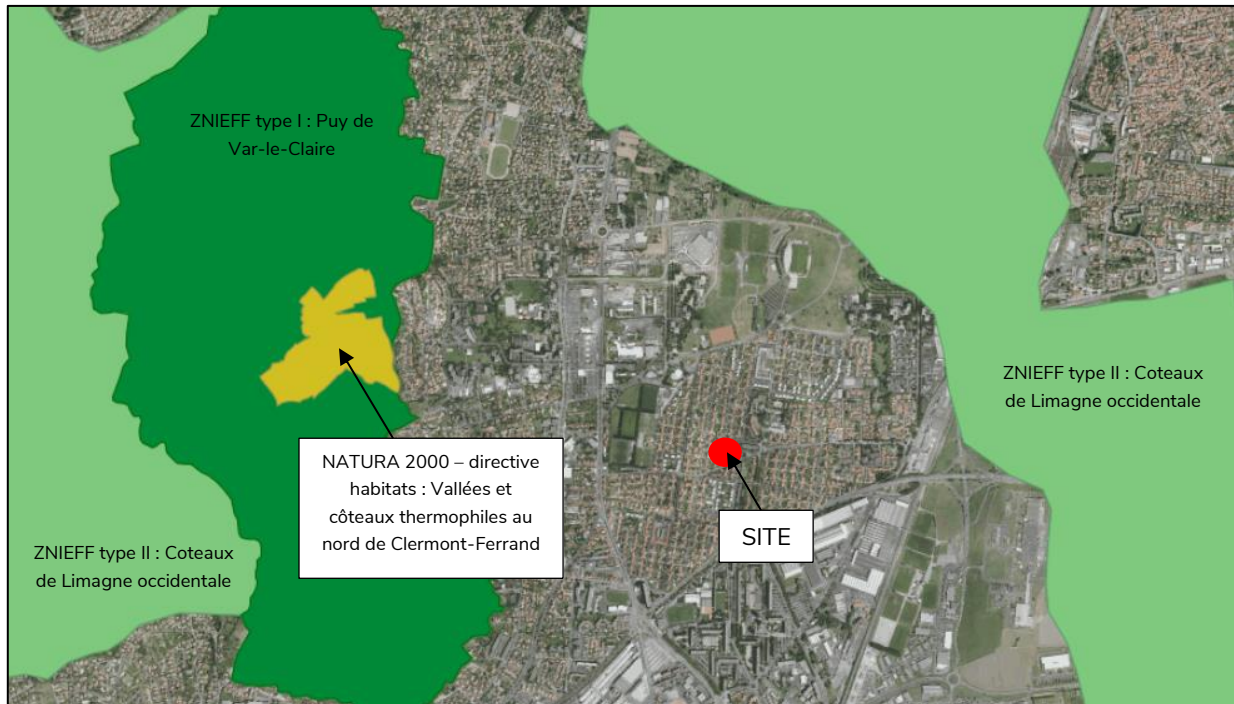 ZNIEFF type I : Puy de
Var-le-Claire
ZNIEFF type II : Coteaux
de Limagne occidentale
NATURA 2000 – directive
habitats : Vallées et
côteaux thermophiles au
nord de Clermont-Ferrand
SITE
ZNIEFF type II : Coteaux
de Limagne occidentale